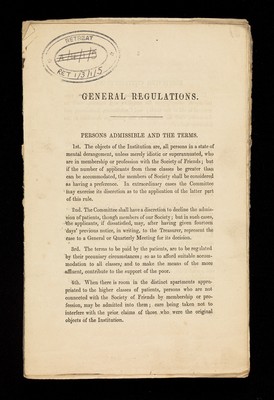 RETREAT
A 3/1/5
RET 1/3/1/5
GENERAL REGULATIONS.
PERSONS ADMISSIBLE AND THE TERMS.
1st. The objects of the Institution are, all persons in a state of
mental derangement, unless merely idiotic or superannuated, who
are in membership or profession with the Society of Friends; but
if the number of applicants from these classes be greater than
can be accommodated, the members of Society shall be considered
as having a preference. In extraordinary cases the Committee
may exercise its discretion as to the application of the latter part
of this rule.
2nd. The Committee shall have a discretion to decline the admis-
sion of patients, though members of our Society; but in such cases,
the applicants, if dissatisfied, may, after having given fourteen
days' previous notice, in writing, to the Treasurer, represent the
case to a General or Quarterly Meeting for its decision.
3rd. The terms to be paid by the patients, are to be regulated
by their pecuniary circumstances; so as to afford suitable accom-
modation to all classes, and to make the means of the more
affluent, contribute to the support of the poor.
4th. When there is room in the distinct apartments appro-
priated to the higher classes of patients, persons who are not
connected with the Society of Friends by membership or pro-
fession, may be admitted into them; care being taken not to
interfere with the prior claims of those who were the original
objects of the Institution.